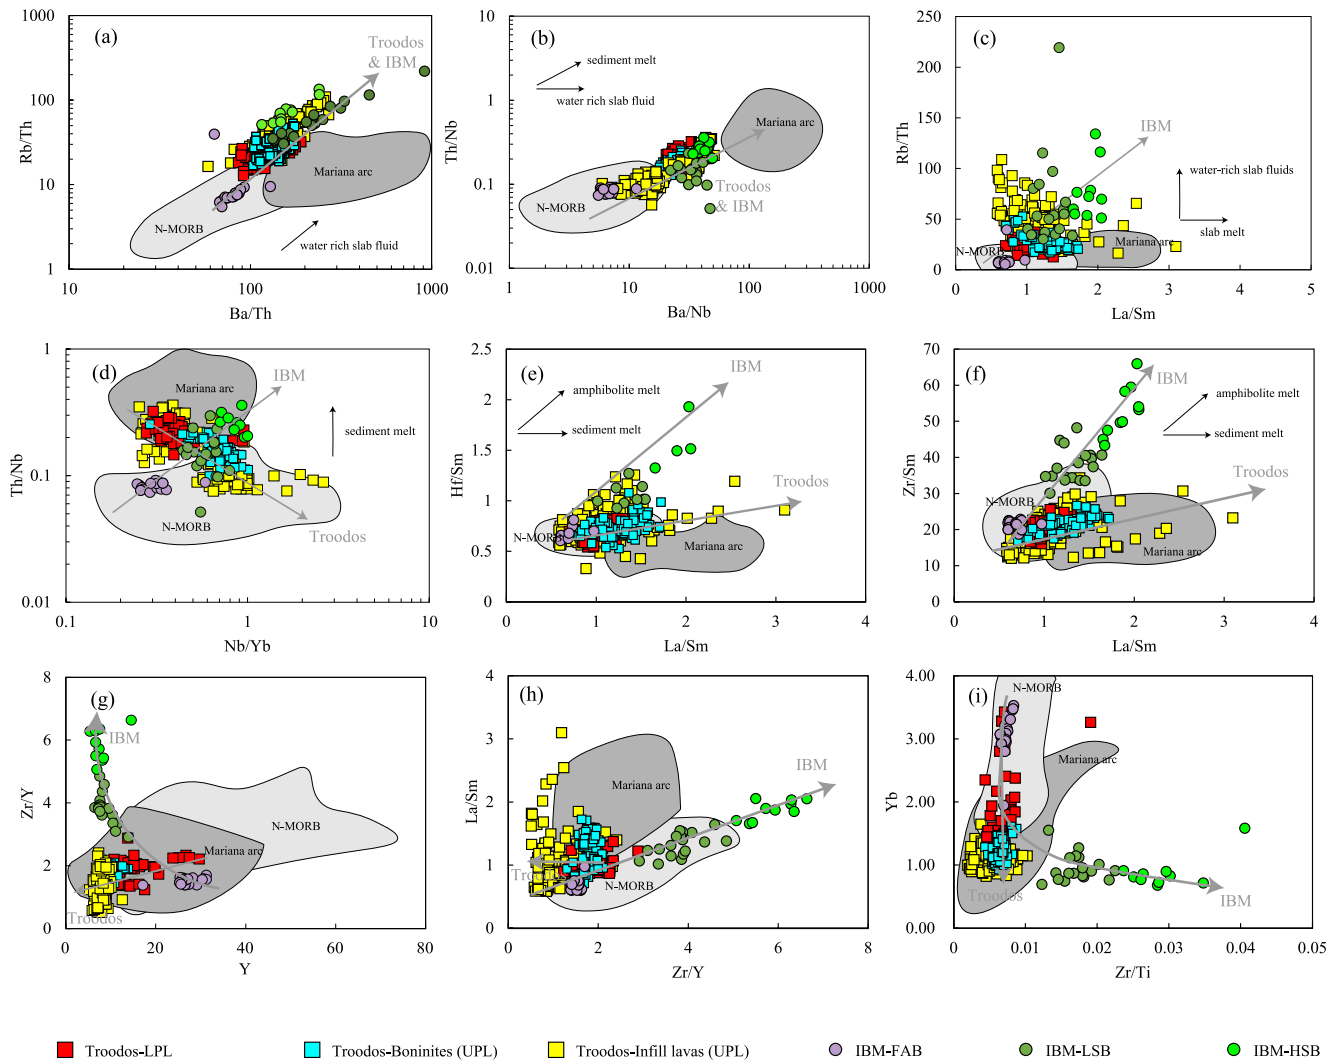 (a)
1000
100
10
1
Rb/Th
Troodos
& IBM
Mariana arc
N-MORB
water rich slab fluid
10
100
1000
Ba/Th
(b)
10
1
0.1
0.01
Th/Nb
sediment melt
water rich slab fluid
Mariana arc
N-MORB
Troodos
& IBM
1
10
100
1000
Ba/Nb
(c)
250
200
150
100
50
0
Rb/Th
IBM
water-rich slab fluids
slab melt
N-MORB
Mariana arc
0
1
2
3
4
5
La/Sm
(d)
1
0.1
0.01
Th/Nb
Mariana arc
IBM
sediment melt
N-MORB
Troodos
0.1
1
10
Nb/Yb
(e)
2.5
2
1.5
1
0.5
0
Hf/Sm
IBM
amphibolite melt
sediment melt
Troodos
N-MORB
Mariana arc
0
1
2
3
4
La/Sm
(f)
70
60
50
40
30
20
10
0
Zr/Sm
IBM
amphibolite melt
sediment melt
Troodos
N-MORB
Mariana arc
0
1
2
3
4
La/Sm
(g)
8
6
4
2
0
Zr/Y
IBM
N-MORB
Mariana arc
Troodos
0
20
40
60
80
Y
(h)
4
3
2
1
0
La/Sm
Mariana arc
IBM
N-MORB
Troodos
0
2
4
6
8
Zr/Y
(i)
4.00
3.00
2.00
1.00
0.00
Yb
N-MORB
Mariana arc
Troodos
IBM
0
0.01
0.02
0.03
0.04
0.05
Zr/Ti
Troodos-LPL
Troodos-Boninites (UPL)
Troodos-Infill lavas (UPL)
IBM-FAB
IBM-LSB
IBM-HSB